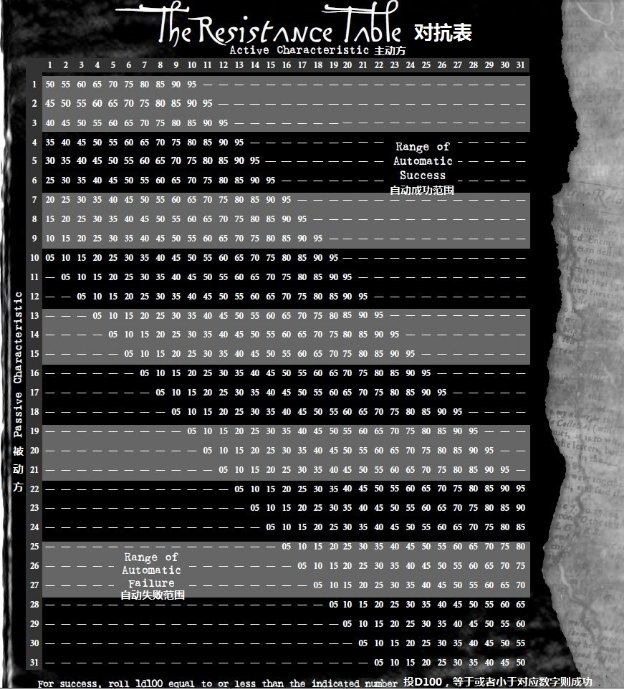 The Resistance Table 对抗表
Active Characteristic 主动方
1 2 3 4 5 6 7 8 9 10 11 12 13 14 15 16 17 18 19 20 21 22 23 24 25 26 27 28 29 30 31
1 50 55 60 65 70 75 80 85 90 95 — — — — — — — — — — — — — — — — — — — — —
2 45 50 55 60 65 70 75 80 85 90 95 — — — — — — — — — — — — — — — — — — — —
3 40 45 50 55 60 65 70 75 80 85 90 95 — — — — — — — — — — — — — — — — — — —
4 35 40 45 50 55 60 65 70 75 80 85 90 95 — — — — — — — — — — — — — —
5 30 35 40 45 50 55 60 65 70 75 80 85 90 95 — — — — — — — — — — — — —
6 25 30 35 40 45 50 55 60 65 70 75 80 85 90 95 — — — — — — — — — — — —
Range of
Automatic
Success
自动成功范围
7 20 25 30 35 40 45 50 55 60 65 70 75 80 85 90 95 — — — — — — — — — — — — — — —
8 15 20 25 30 35 40 45 50 55 60 65 70 75 80 85 90 95 — — — — — — — — — — — — — —
9 10 15 20 25 30 35 40 45 50 55 60 65 70 75 80 85 90 95 — — — — — — — — — — — — —
10 05 10 15 20 25 30 35 40 45 50 55 60 65 70 75 80 85 90 95 — — — — — — — — — — — —
11 — 05 10 15 20 25 30 35 40 45 50 55 60 65 70 75 80 85 90 95 — — — — — — — — — — —
12 — — 05 10 15 20 25 30 35 40 45 50 55 60 65 70 75 80 85 90 95 — — — — — — — — — —
13 — — — 05 10 15 20 25 30 35 40 45 50 55 60 65 70 75 80 85 90 95 — — — — — — — — —
14 — — — — 05 10 15 20 25 30 35 40 45 50 55 60 65 70 75 80 85 90 95 — — — — — — — —
15 — — — — — 05 10 15 20 25 30 35 40 45 50 55 60 65 70 75 80 85 90 95 — — — — — — —
16 — — — — — — 05 10 15 20 25 30 35 40 45 50 55 60 65 70 75 80 85 90 95 — — — — — —
17 — — — — — — — 05 10 15 20 25 30 35 40 45 50 55 60 65 70 75 80 85 90 95 — — — — —
18 — — — — — — — — 05 10 15 20 25 30 35 40 45 50 55 60 65 70 75 80 85 90 95 — — — —
19 — — — — — — — — — 05 10 15 20 25 30 35 40 45 50 55 60 65 70 75 80 85 90 95 — — —
20 — — — — — — — — — — 05 10 15 20 25 30 35 40 45 50 55 60 65 70 75 80 85 90 95 — —
21 — — — — — — — — — — — 05 10 15 20 25 30 35 40 45 50 55 60 65 70 75 80 85 90 95 —
22 — — — — — — — — — — — — 05 10 15 20 25 30 35 40 45 50 55 60 65 70 75 80 85 90 95
23 — — — — — — — — — — — — — 05 10 15 20 25 30 35 40 45 50 55 60 65 70 75 80 85 90
24 — — — — — — — — — — — — — — 05 10 15 20 25 30 35 40 45 50 55 60 65 70 75 80 85
25 — — — — — — — — — — — — — — — 05 10 15 20 25 30 35 40 45 50 55 60 65 70 75 80
26 — — — — — — — — — — — — 05 10 15 20 25 30 35 40 45 50 55 60 65 70 75
27 — — — — — — — — — — — — — 05 10 15 20 25 30 35 40 45 50 55 60 65 70
Range of
Automatic
Failure
自动失败范围
28 — — — — — — — — — — — — — — — — — — 05 10 15 20 25 30 35 40 45 50 55 60 65
29 — — — — — — — — — — — — — — — — — — — 05 10 15 20 25 30 35 40 45 50 55 60
30 — — — — — — — — — — — — — — — — — — — — 05 10 15 20 25 30 35 40 45 50 55
31 — — — — — — — — — — — — — — — — — — — — — 05 10 15 20 25 30 35 40 45 50
Passive Characteristic
被动方
For success, roll 1d100 equal to or less than the indicated number 投D100，等于或者小于对应数字则成功